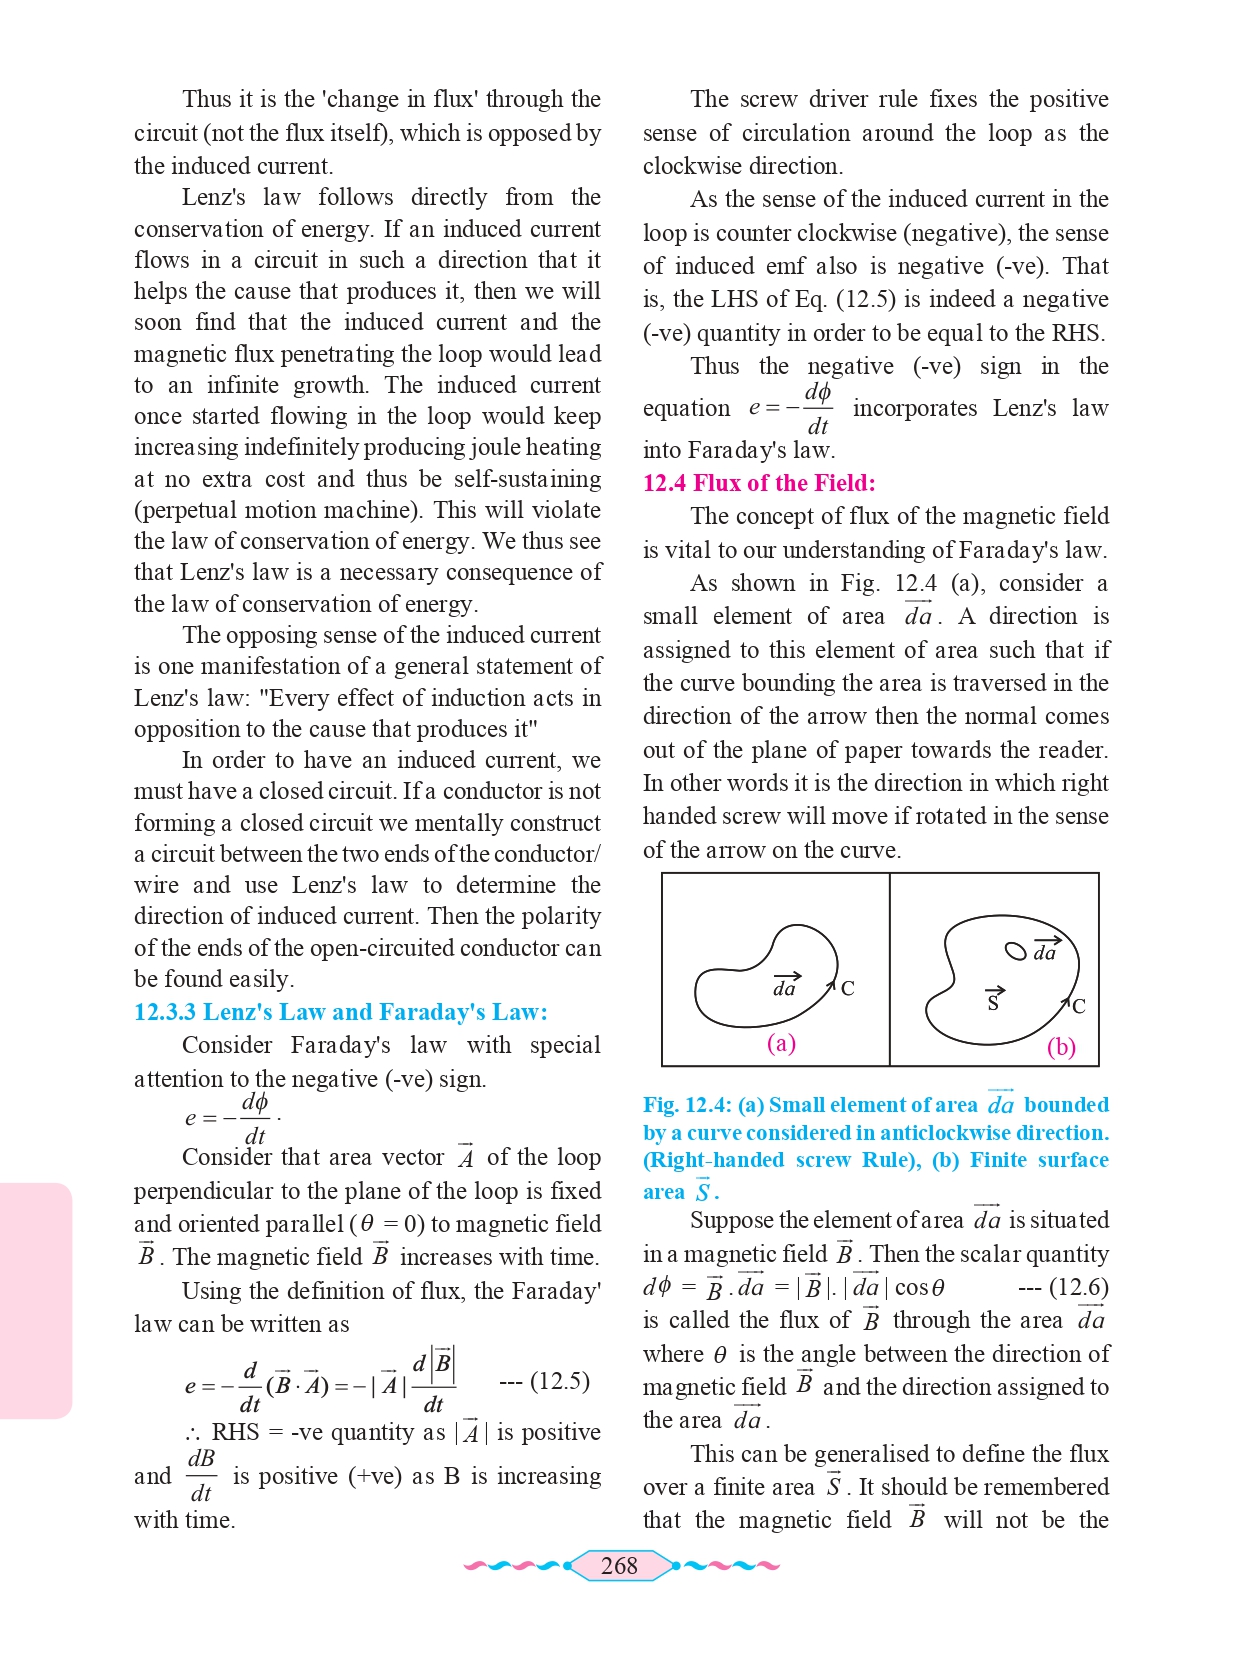 Thus it is the 'change in flux' through the
circuit (not the flux itself), which is opposed by
the induced current.
Lenz's law follows directly from the
conservation of energy. If an induced current
flows in a circuit in such a direction that it
helps the cause that produces it, then we will
soon find that the induced current and the
magnetic flux penetrating the loop would lead
to an infinite growth. The induced current
once started flowing in the loop would keep
increasing indefinitely producing joule heating
at no extra cost and thus be self-sustaining
(perpetual motion machine). This will violate
the law of conservation of energy. We thus see
that Lenz's law is a necessary consequence of
the law of conservation of energy.
The opposing sense of the induced current
is one manifestation of a general statement of
Lenz's law: "Every effect of induction acts in
opposition to the cause that produces it"
In order to have an induced current, we
must have a closed circuit. If a conductor is not
forming a closed circuit we mentally construct
a circuit between the two ends of the conductor/
wire and use Lenz's law to determine the
direction of induced current. Then the polarity
of the ends of the open-circuited conductor can
be found easily.
12.3.3 Lenz's Law and Faraday's Law:
Consider Faraday's law with special
attention to the negative (-ve) sign.
$e = -\frac{d\phi}{dt}$ ·
Consider that area vector $\vec{A}$ of the loop
perpendicular to the plane of the loop is fixed
and oriented parallel ($\theta$ = 0) to magnetic field
$\vec{B}$. The magnetic field $\vec{B}$ increases with time.
Using the definition of flux, the Faraday'
law can be written as
$e = -\frac{d}{dt}(\vec{B} \cdot \vec{A}) = -|\vec{A}| \frac{d|\vec{B}|}{dt}$ --- (12.5)
∴ RHS = -ve quantity as $|\vec{A}|$ is positive
and $\frac{dB}{dt}$ is positive (+ve) as B is increasing
with time.
The screw driver rule fixes the positive
sense of circulation around the loop as the
clockwise direction.
As the sense of the induced current in the
loop is counter clockwise (negative), the sense
of induced emf also is negative (-ve). That
is, the LHS of Eq. (12.5) is indeed a negative
(-ve) quantity in order to be equal to the RHS.
Thus the negative (-ve) sign in the
equation $e = -\frac{d\phi}{dt}$ incorporates Lenz's law
into Faraday's law.
12.4 Flux of the Field:
The concept of flux of the magnetic field
is vital to our understanding of Faraday's law.
As shown in Fig. 12.4 (a), consider a
small element of area $\overrightarrow{da}$. A direction is
assigned to this element of area such that if
the curve bounding the area is traversed in the
direction of the arrow then the normal comes
out of the plane of paper towards the reader.
In other words it is the direction in which right
handed screw will move if rotated in the sense
of the arrow on the curve.
$\overrightarrow{da}$ C
(a)
$\overrightarrow{da}$
$\vec{S}$ C
(b)
Fig. 12.4: (a) Small element of area $\overrightarrow{da}$ bounded
by a curve considered in anticlockwise direction.
(Right-handed screw Rule), (b) Finite surface
area $\vec{S}$.
Suppose the element of area $\overrightarrow{da}$ is situated
in a magnetic field $\vec{B}$. Then the scalar quantity
$d\phi = \vec{B}.\overrightarrow{da} = |\vec{B}|.|\overrightarrow{da}|\cos\theta$ --- (12.6)
is called the flux of $\vec{B}$ through the area $\overrightarrow{da}$
where $\theta$ is the angle between the direction of
magnetic field $\vec{B}$ and the direction assigned to
the area $\overrightarrow{da}$.
This can be generalised to define the flux
over a finite area $\vec{S}$. It should be remembered
that the magnetic field $\vec{B}$ will not be the
268